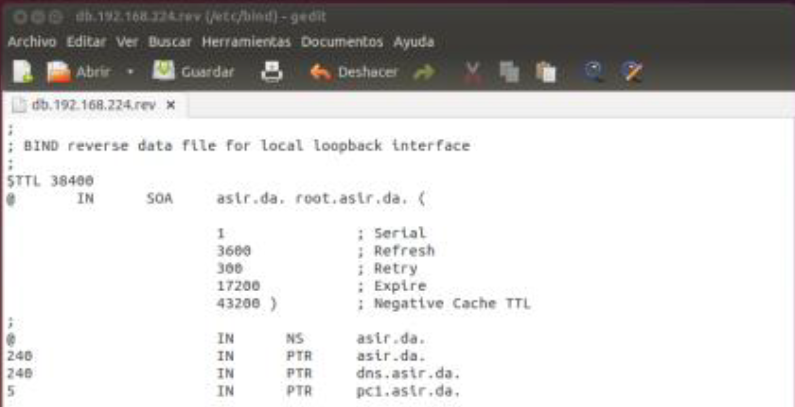 db.192.168.224.rev (/etc/bind) - gedit
Archivo Editar Ver Buscar Herramientas Documentos Ayuda
Abrir Guardar Deshacer
db.192.168.224.rev ×
;
; BIND reverse data file for local loopback interface
;
$TTL 38400
@ IN SOA asir.da. root.asir.da. (
1 ; Serial
3600 ; Refresh
300 ; Retry
17200 ; Expire
43200 ) ; Negative Cache TTL
;
@ IN NS asir.da.
240 IN PTR asir.da.
240 IN PTR dns.asir.da.
5 IN PTR pc1.asir.da.